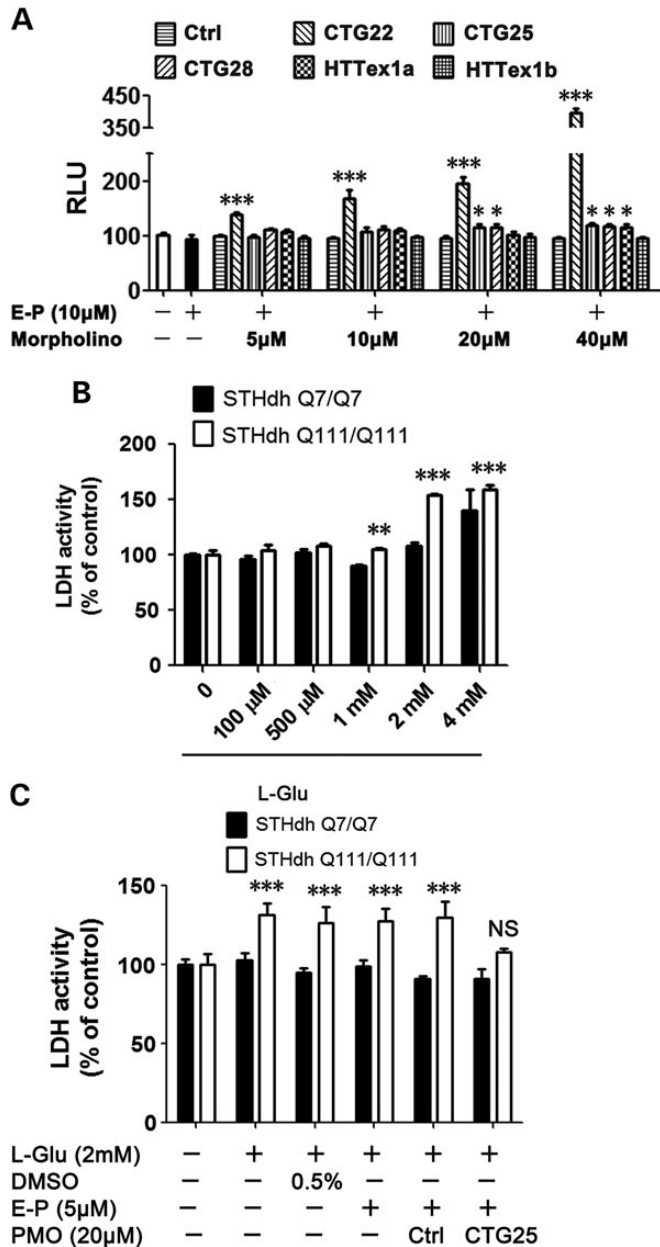 A
Ctrl CTG22 CTG25
CTG28 HTTex1a HTTex1b
450
350
200
100
0
RLU
*** *** *** * * *** * * *
E-P (10µM) − + + + + +
Morpholino − − 5µM 10µM 20µM 40µM
B
STHdh Q7/Q7
STHdh Q111/Q111
200
150
100
50
0
LDH activity
(% of control)
** *** ***
0 100 µM 500 µM 1 mM 2 mM 4 mM
L-Glu
C
STHdh Q7/Q7
STHdh Q111/Q111
150
100
50
0
LDH activity
(% of control)
*** *** *** *** NS
L-Glu (2mM) − + + + + +
DMSO − − 0.5% − − −
E-P (5µM) − − − + + +
PMO (20µM) − − − − Ctrl CTG25